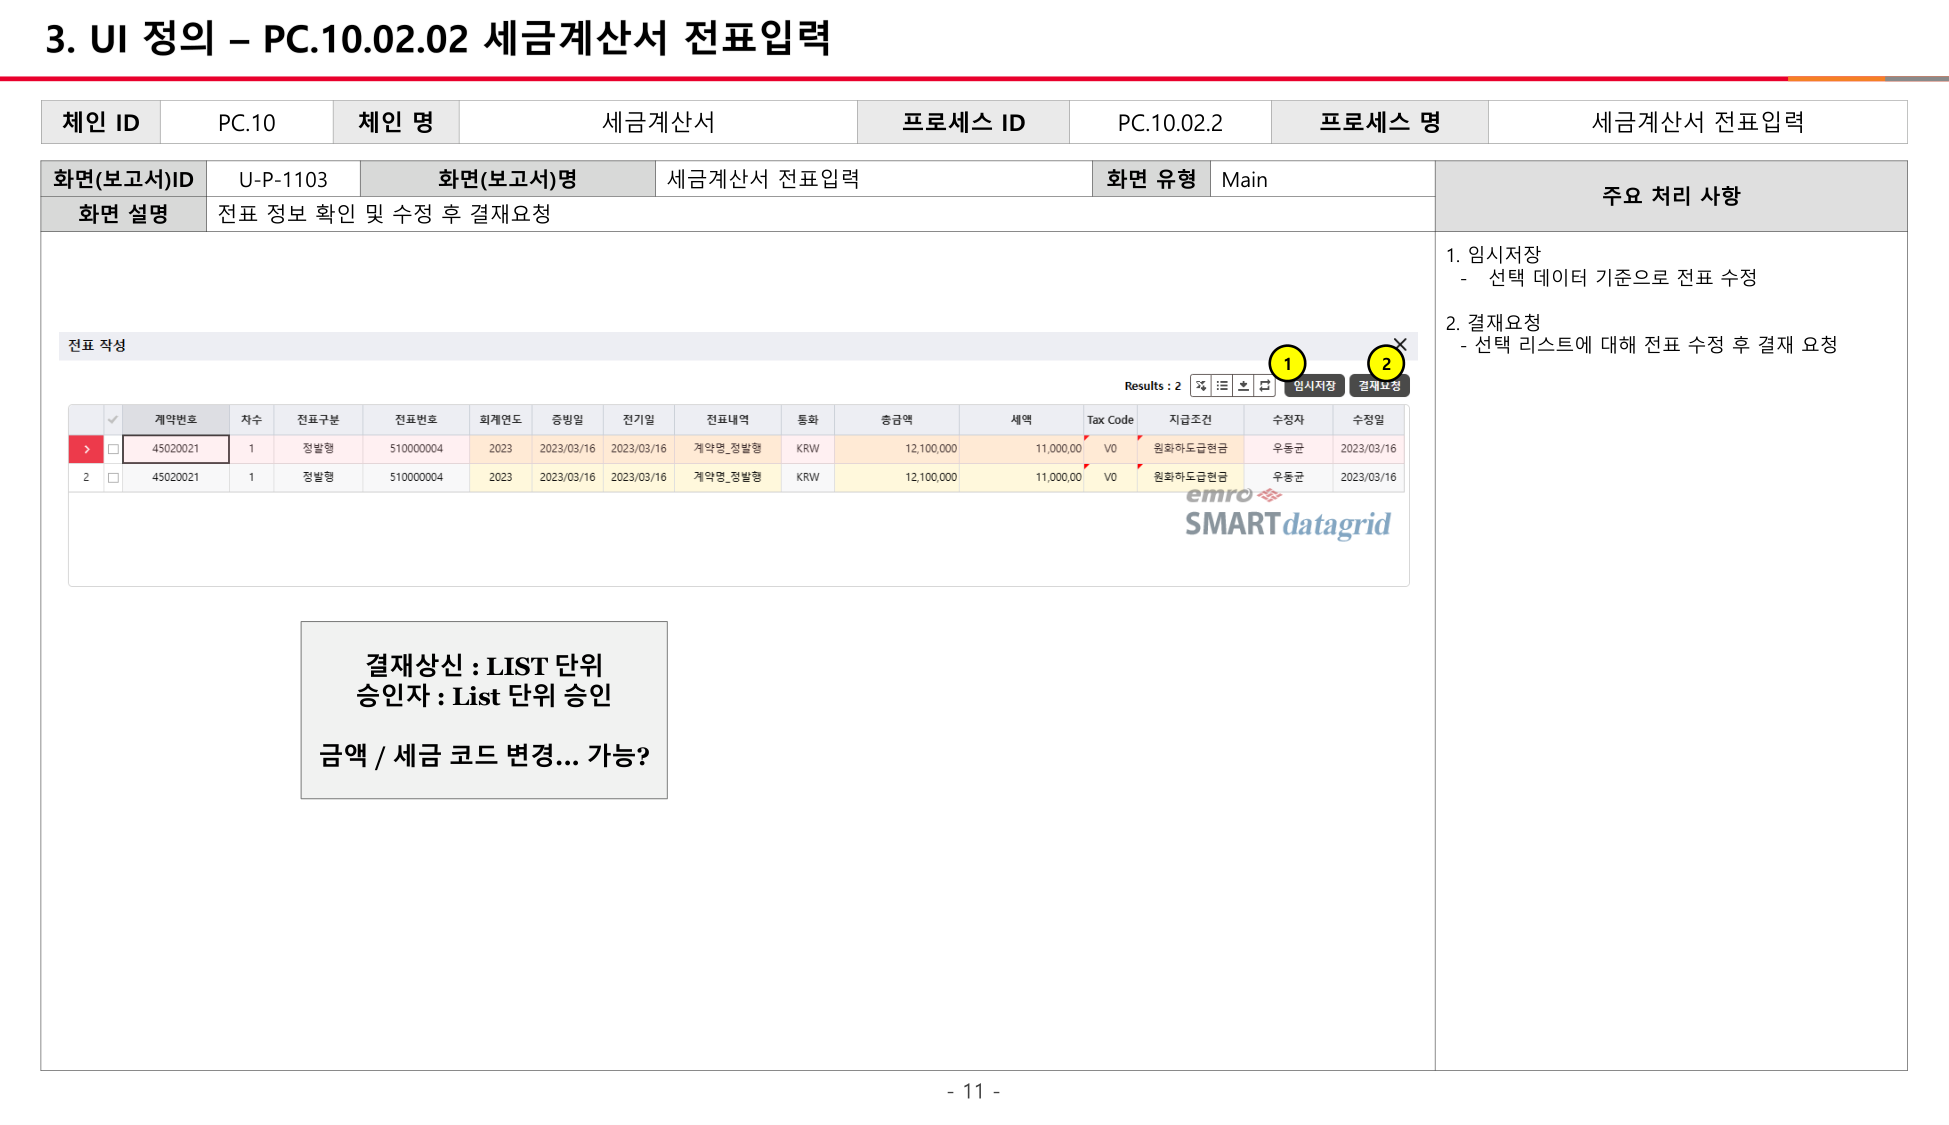 3. UI 정의 – PC.10.02.02 세금계산서 전표입력
체인 ID PC.10 체인 명 세금계산서 프로세스 ID PC.10.02.2 프로세스 명 세금계산서 전표입력
화면(보고서)ID U-P-1103 화면(보고서)명 세금계산서 전표입력 화면 유형 Main
화면 설명 전표 정보 확인 및 수정 후 결재요청
주요 처리 사항
1. 임시저장
- 선택 데이터 기준으로 전표 수정
2. 결재요청
- 선택 리스트에 대해 전표 수정 후 결재 요청
전표 작성
1 2
Results : 2 임시저장 결재요청
계약번호 차수 전표구분 전표번호 회계연도 증빙일 전기일 전표내역 통화 총금액 세액 Tax Code 지급조건 수정자 수정일
45020021 1 정발행 510000004 2023 2023/03/16 2023/03/16 계약명_정발행 KRW 12,100,000 11,000,00 V0 원화하도급현금 우동균 2023/03/16
2 45020021 1 정발행 510000004 2023 2023/03/16 2023/03/16 계약명_정발행 KRW 12,100,000 11,000,00 V0 원화하도급현금 우동균 2023/03/16
emro
SMARTdatagrid
결재상신 : LIST 단위
승인자 : List 단위 승인
금액 / 세금 코드 변경... 가능?
- 11 -